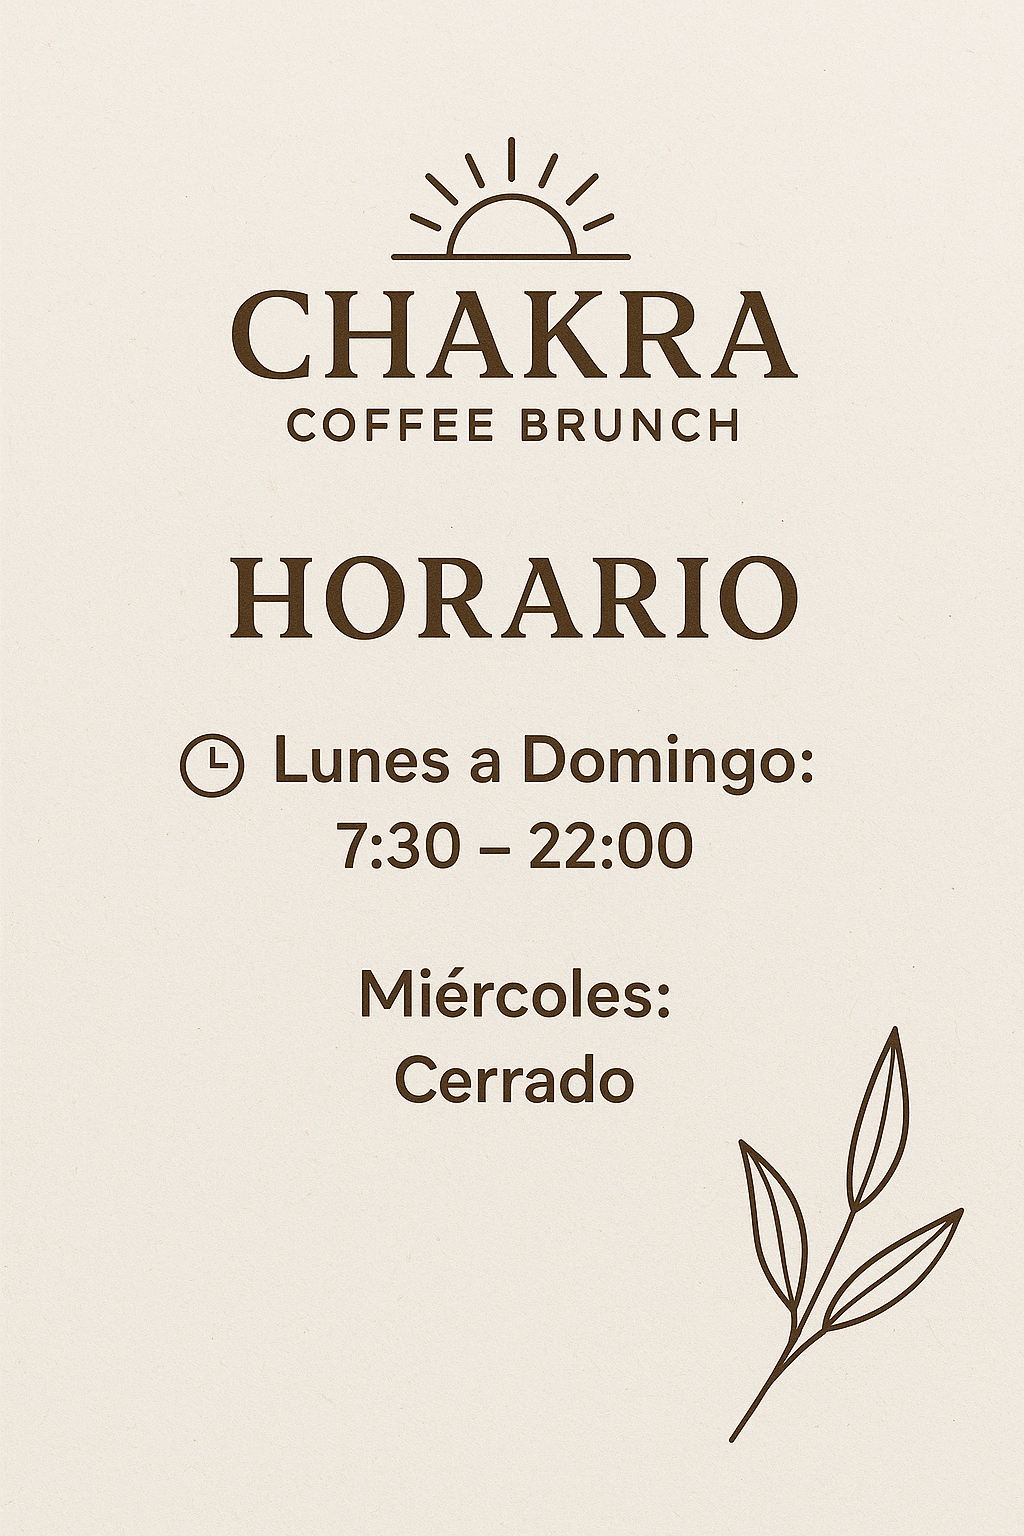 CHAKRA
COFFEE BRUNCH
HORARIO
Lunes a Domingo:
7:30 – 22:00
Miércoles:
Cerrado